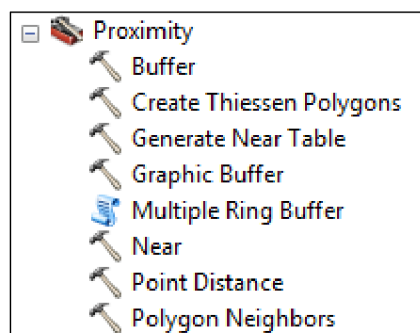 Proximity
Buffer
Create Thiessen Polygons
Generate Near Table
Graphic Buffer
Multiple Ring Buffer
Near
Point Distance
Polygon Neighbors